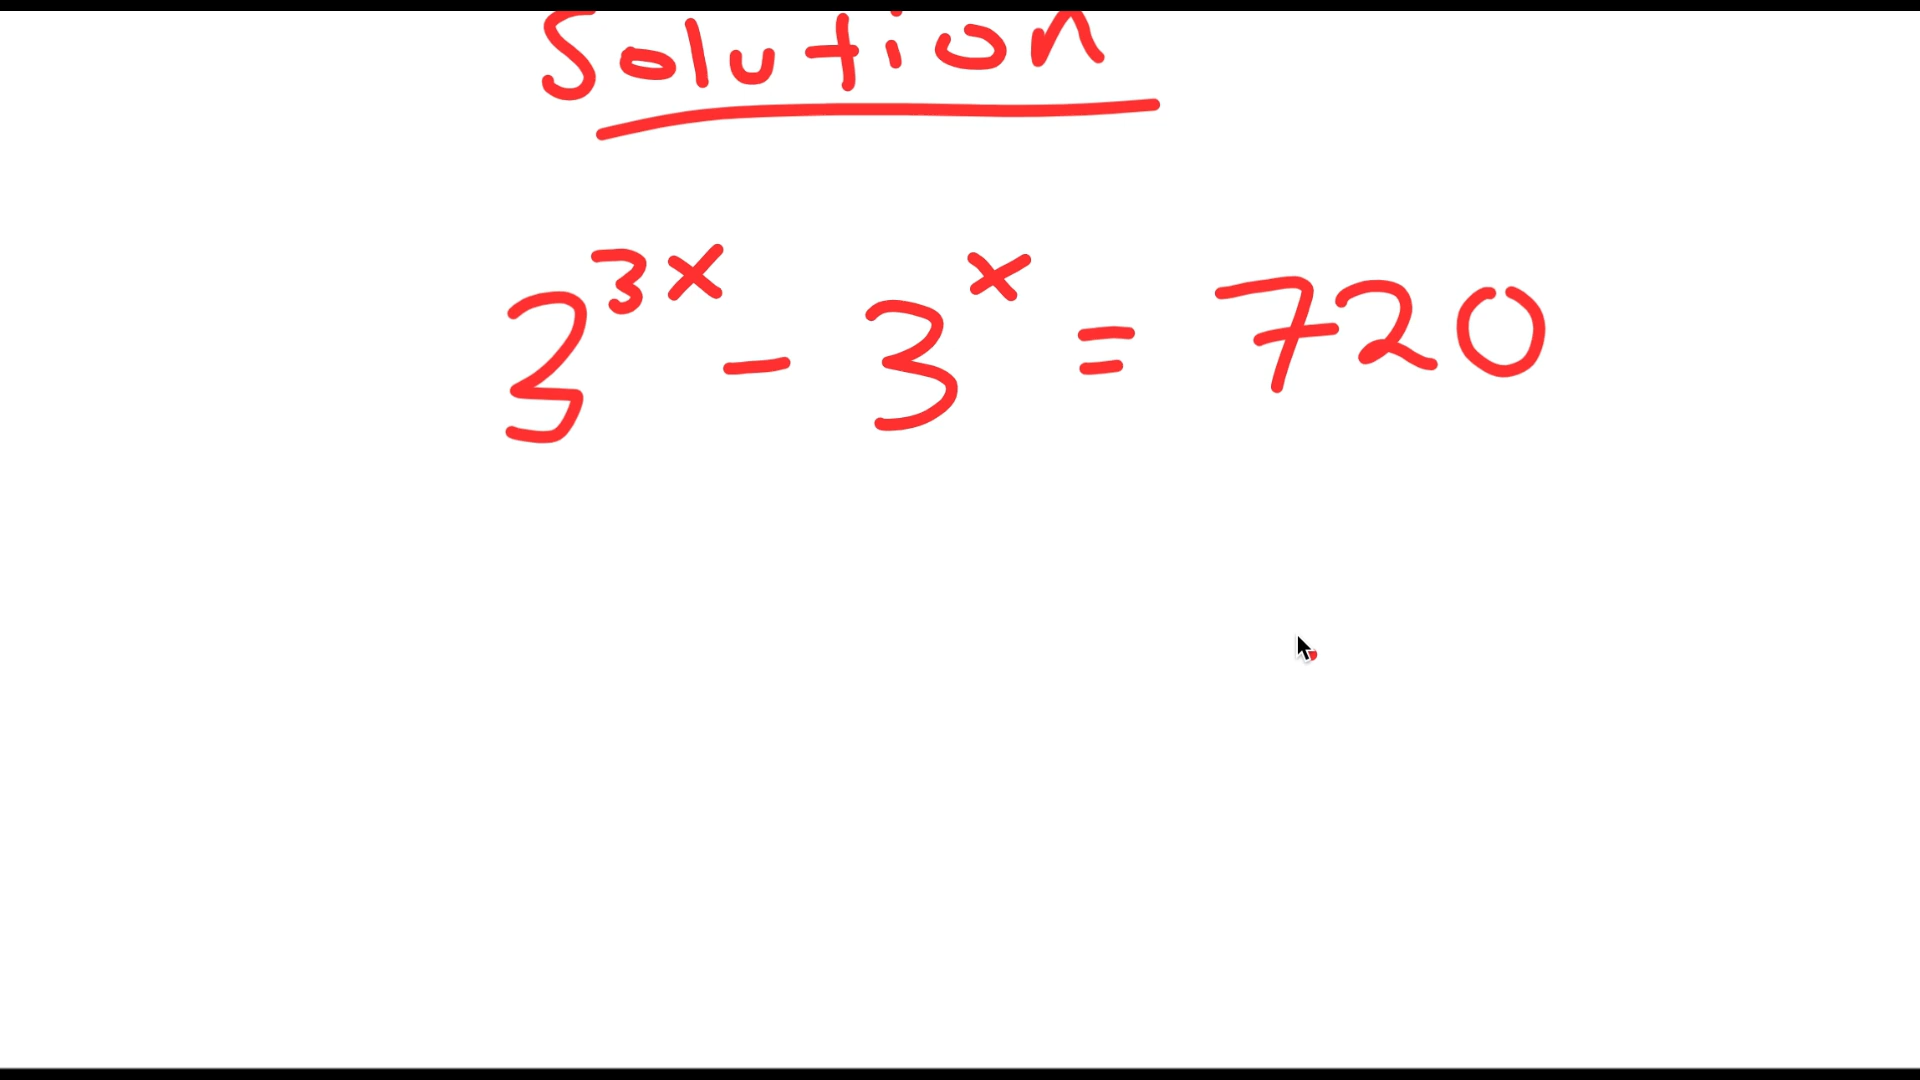 Solution
3^{3x} - 3^x = 720